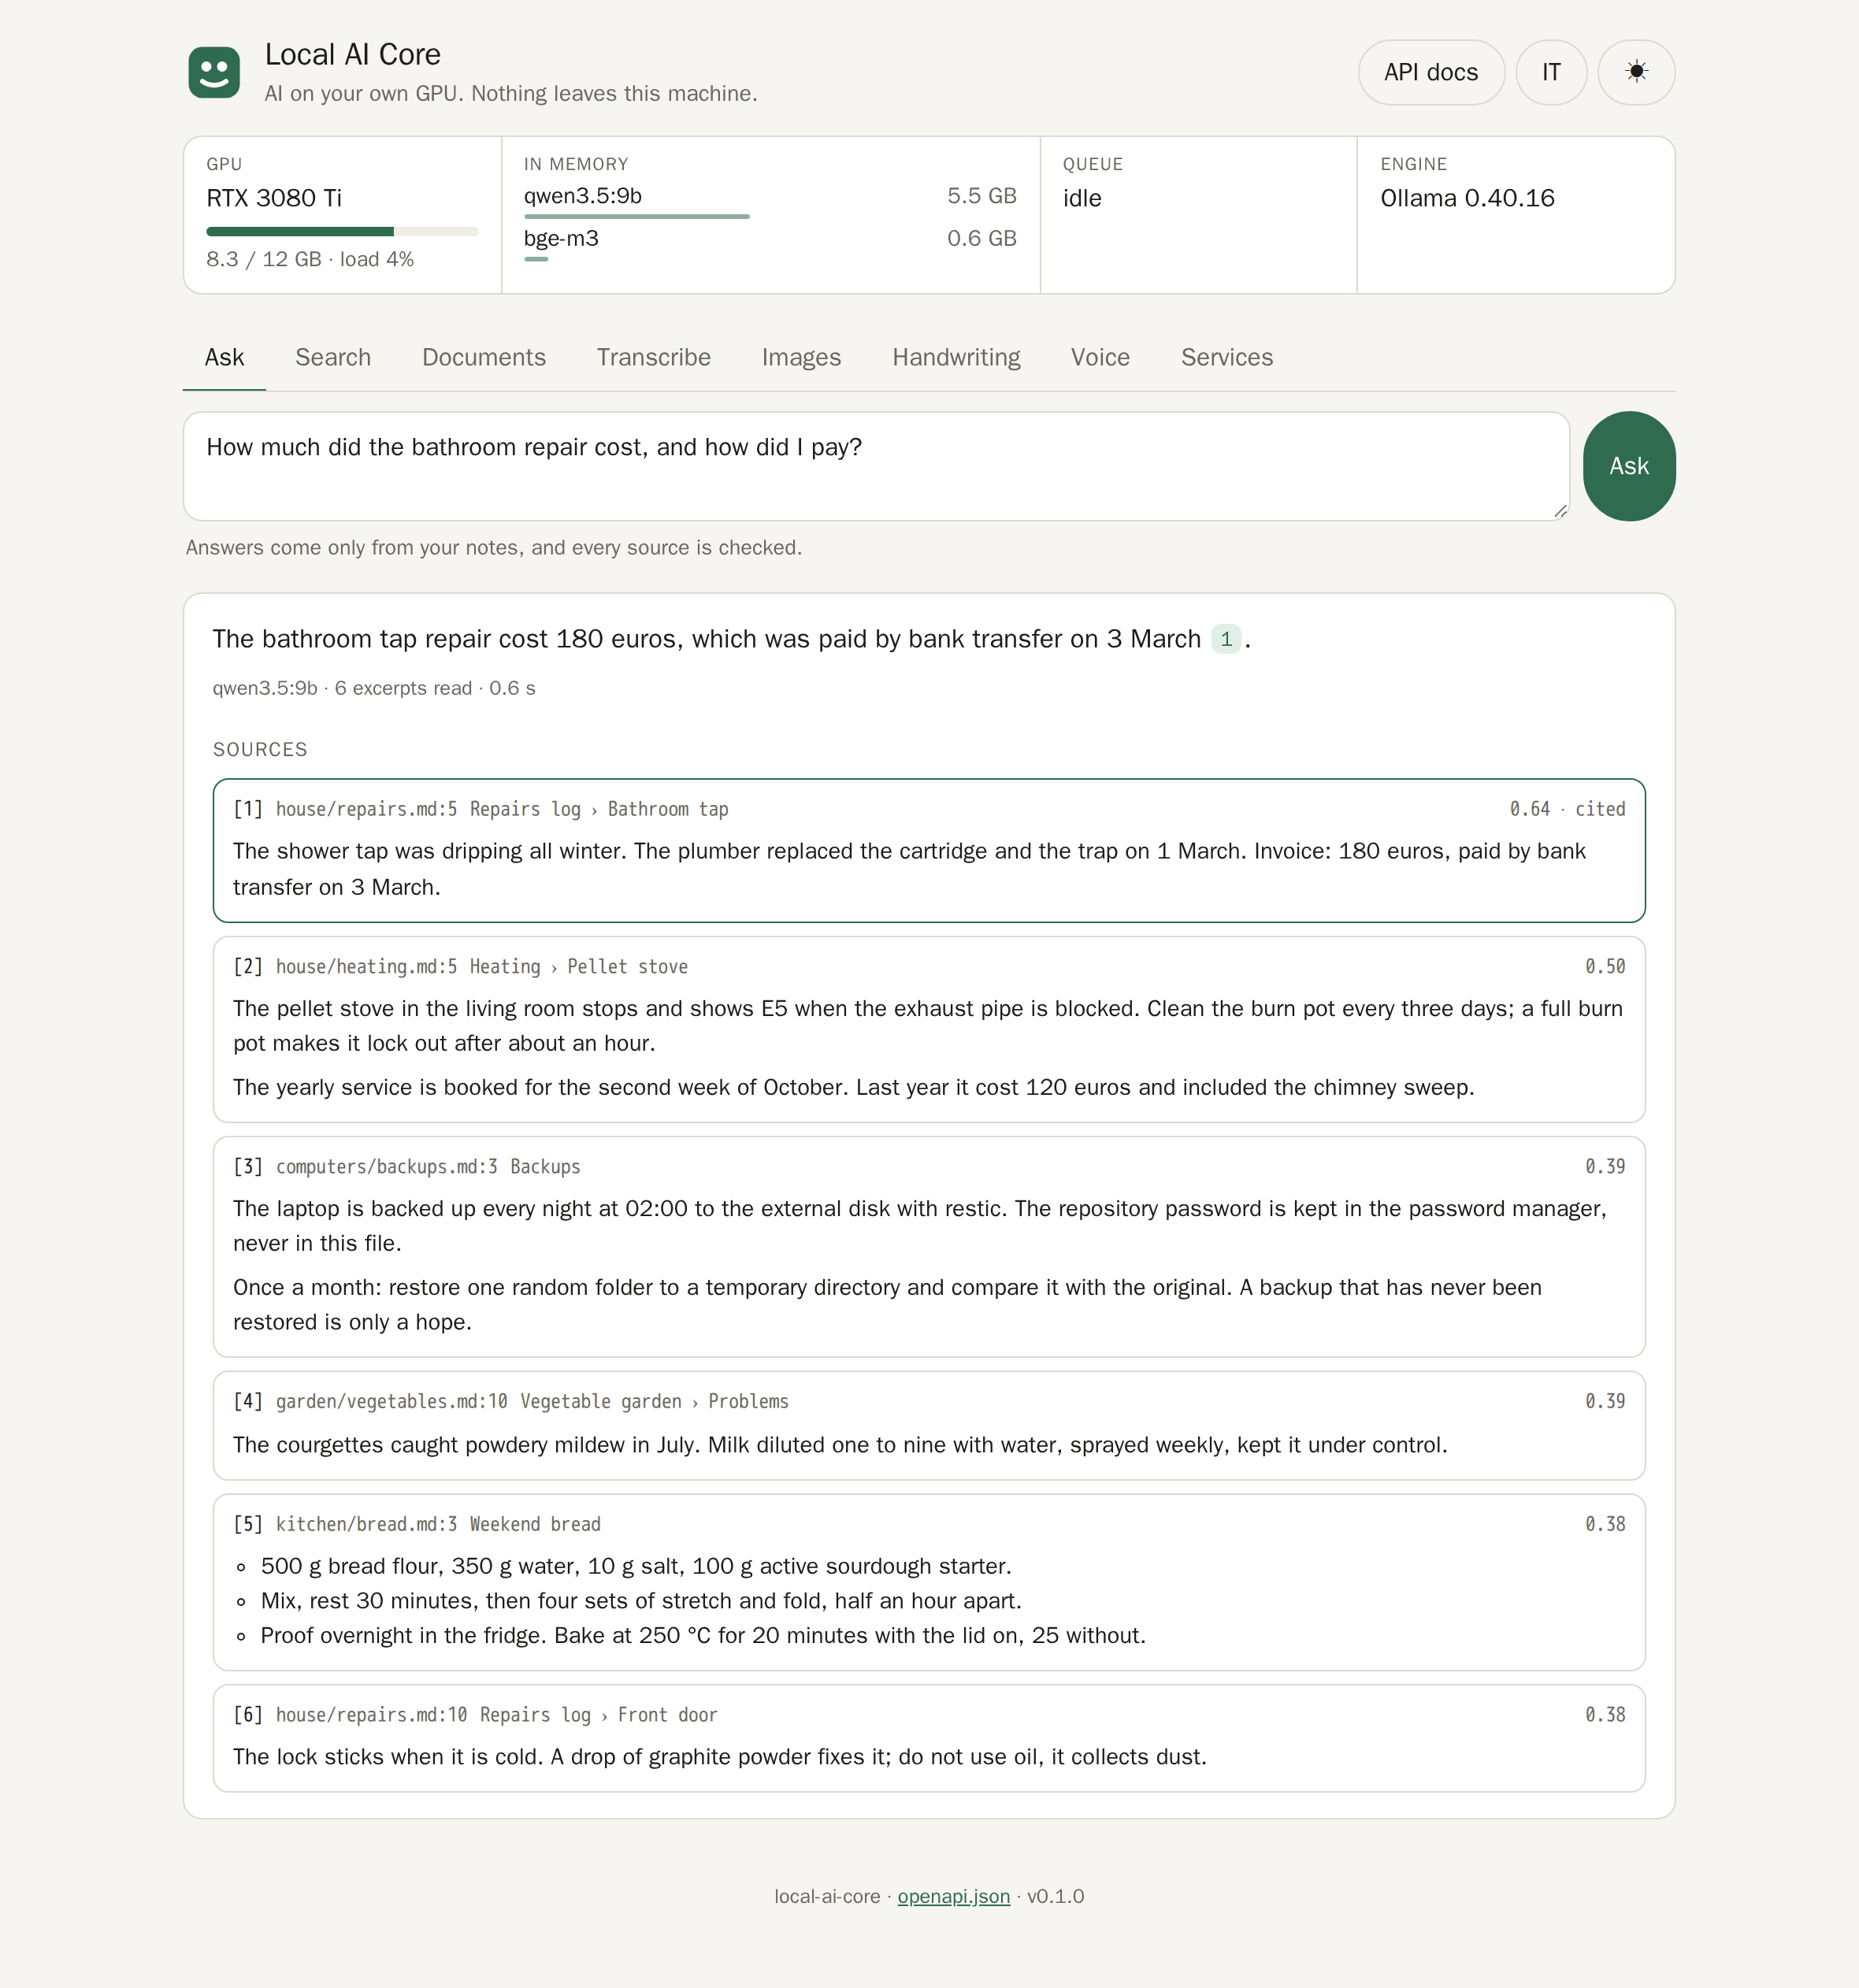 Local AI Core
AI on your own GPU. Nothing leaves this machine.
API docs
IT
GPU
RTX 3080 Ti
8.3 / 12 GB · load 4%
IN MEMORY
qwen3.5:9b 5.5 GB
bge-m3 0.6 GB
QUEUE
idle
ENGINE
Ollama 0.40.16
Ask Search Documents Transcribe Images Handwriting Voice Services
How much did the bathroom repair cost, and how did I pay?
Ask
Answers come only from your notes, and every source is checked.
The bathroom tap repair cost 180 euros, which was paid by bank transfer on 3 March 1 .
qwen3.5:9b · 6 excerpts read · 0.6 s
SOURCES
[1] house/repairs.md:5 Repairs log › Bathroom tap 0.64 · cited
The shower tap was dripping all winter. The plumber replaced the cartridge and the trap on 1 March. Invoice: 180 euros, paid by bank
transfer on 3 March.
[2] house/heating.md:5 Heating › Pellet stove 0.50
The pellet stove in the living room stops and shows E5 when the exhaust pipe is blocked. Clean the burn pot every three days; a full burn
pot makes it lock out after about an hour.
The yearly service is booked for the second week of October. Last year it cost 120 euros and included the chimney sweep.
[3] computers/backups.md:3 Backups 0.39
The laptop is backed up every night at 02:00 to the external disk with restic. The repository password is kept in the password manager,
never in this file.
Once a month: restore one random folder to a temporary directory and compare it with the original. A backup that has never been
restored is only a hope.
[4] garden/vegetables.md:10 Vegetable garden › Problems 0.39
The courgettes caught powdery mildew in July. Milk diluted one to nine with water, sprayed weekly, kept it under control.
[5] kitchen/bread.md:3 Weekend bread 0.38
◦ 500 g bread flour, 350 g water, 10 g salt, 100 g active sourdough starter.
◦ Mix, rest 30 minutes, then four sets of stretch and fold, half an hour apart.
◦ Proof overnight in the fridge. Bake at 250 °C for 20 minutes with the lid on, 25 without.
[6] house/repairs.md:10 Repairs log › Front door 0.38
The lock sticks when it is cold. A drop of graphite powder fixes it; do not use oil, it collects dust.
local-ai-core · openapi.json · v0.1.0